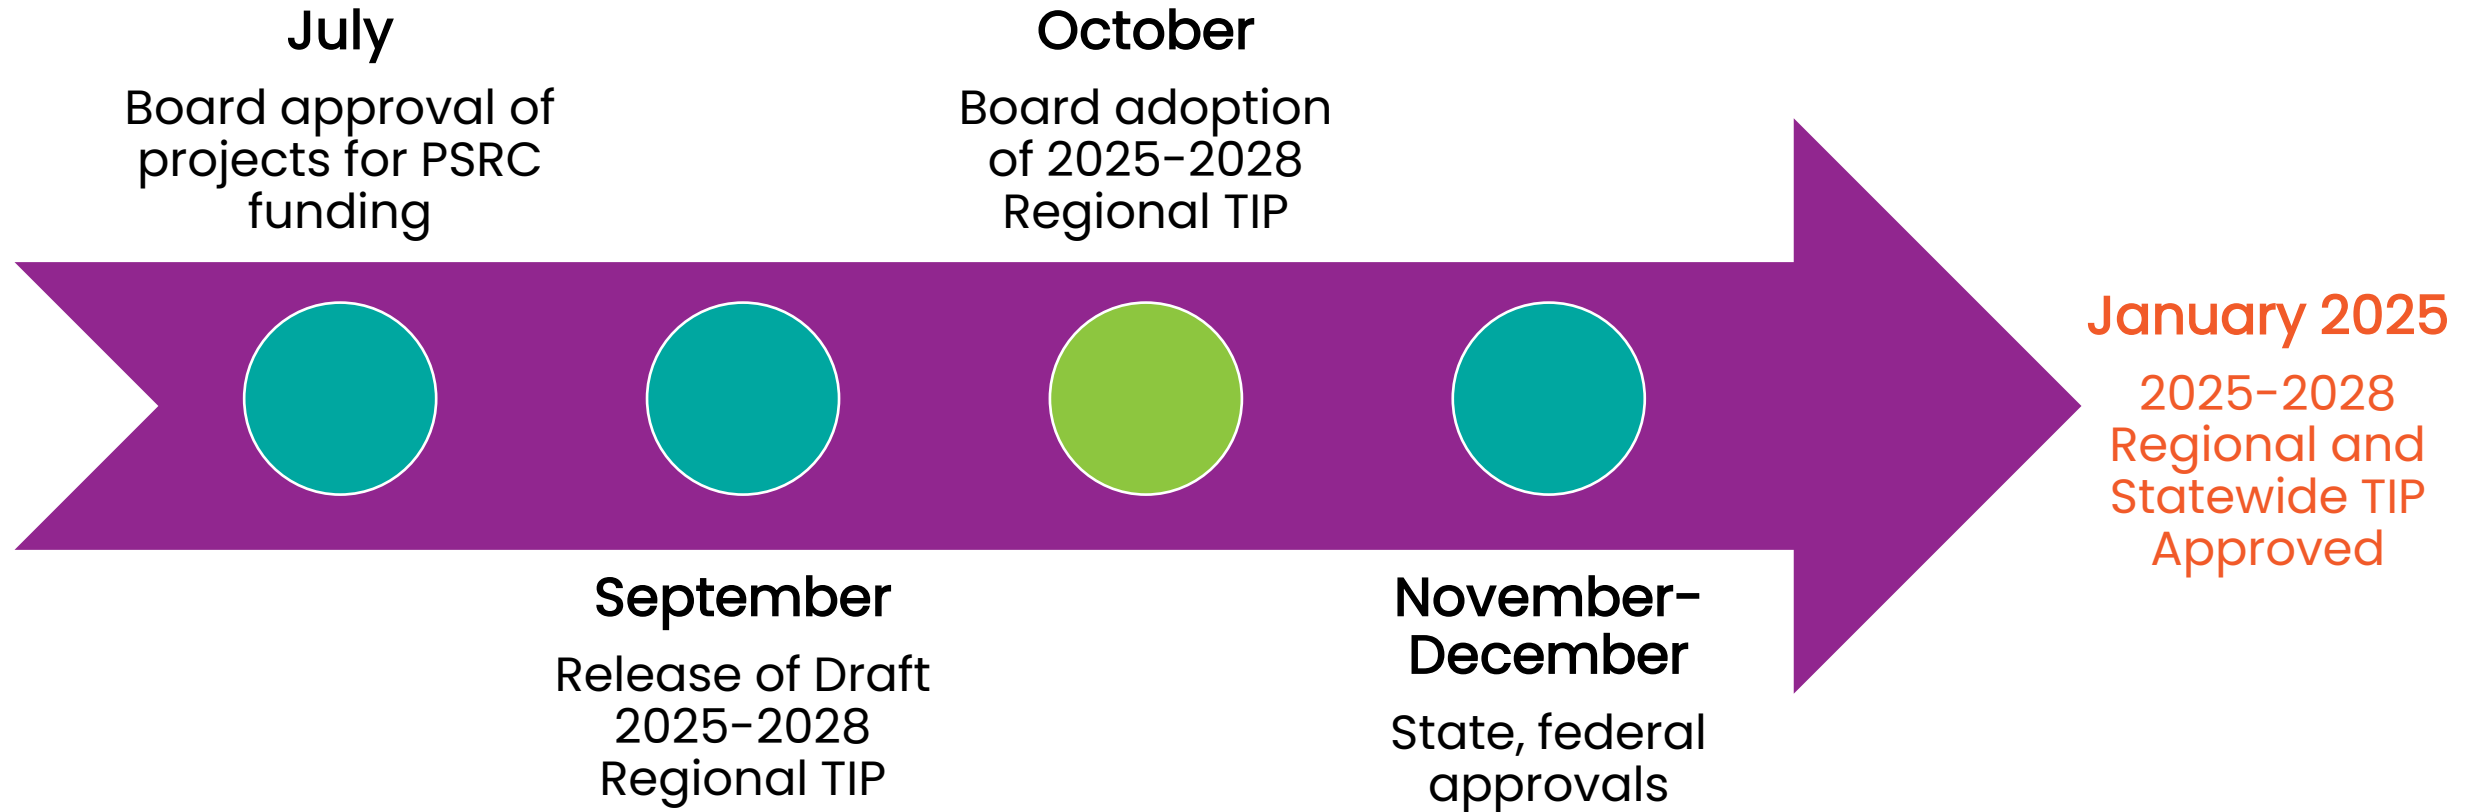 July
Board approval of
projects for PSRC
funding
September
Release of Draft
2025-2028
Regional TIP
October
Board adoption
of 2025-2028
Regional TIP
November-
December
State, federal
approvals
January 2025
2025-2028
Regional and
Statewide TIP
Approved